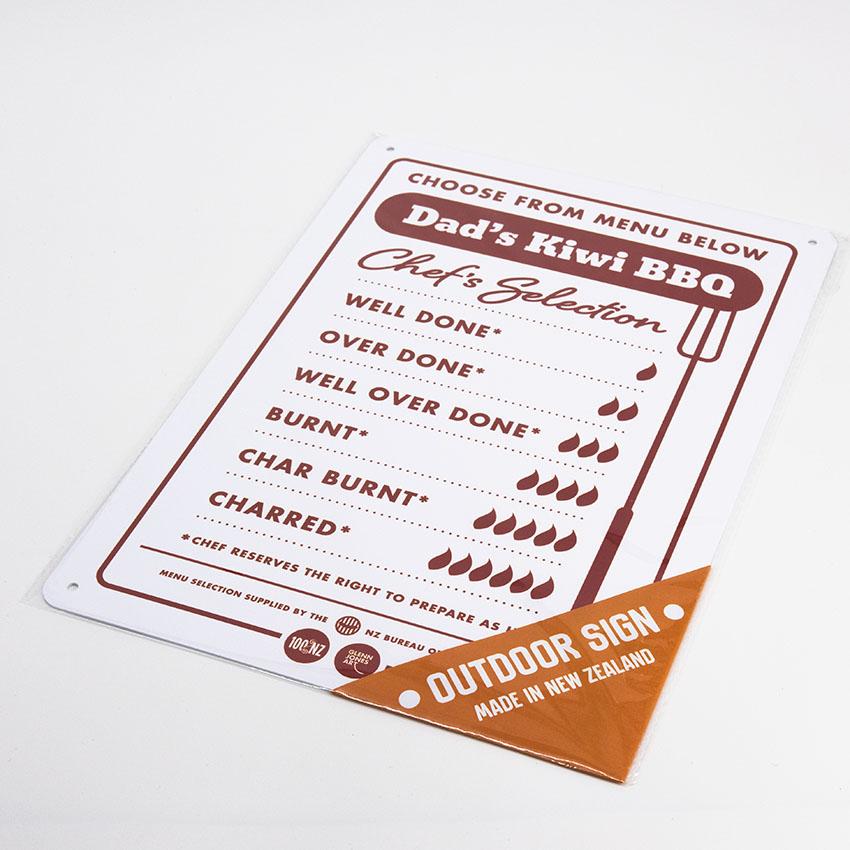 CHOOSE FROM MENU BELOW
Dad's Kiwi BBQ
Chef's Selection
WELL DONE*
OVER DONE*
WELL OVER DONE*
BURNT*
CHAR BURNT*
CHARRED*
*CHEF RESERVES THE RIGHT TO PREPARE AS
MENU SELECTION SUPPLIED BY THE NZ BUREAU
100%NZ
GLENN
JONES
ART
OUTDOOR SIGN
MADE IN NEW ZEALAND